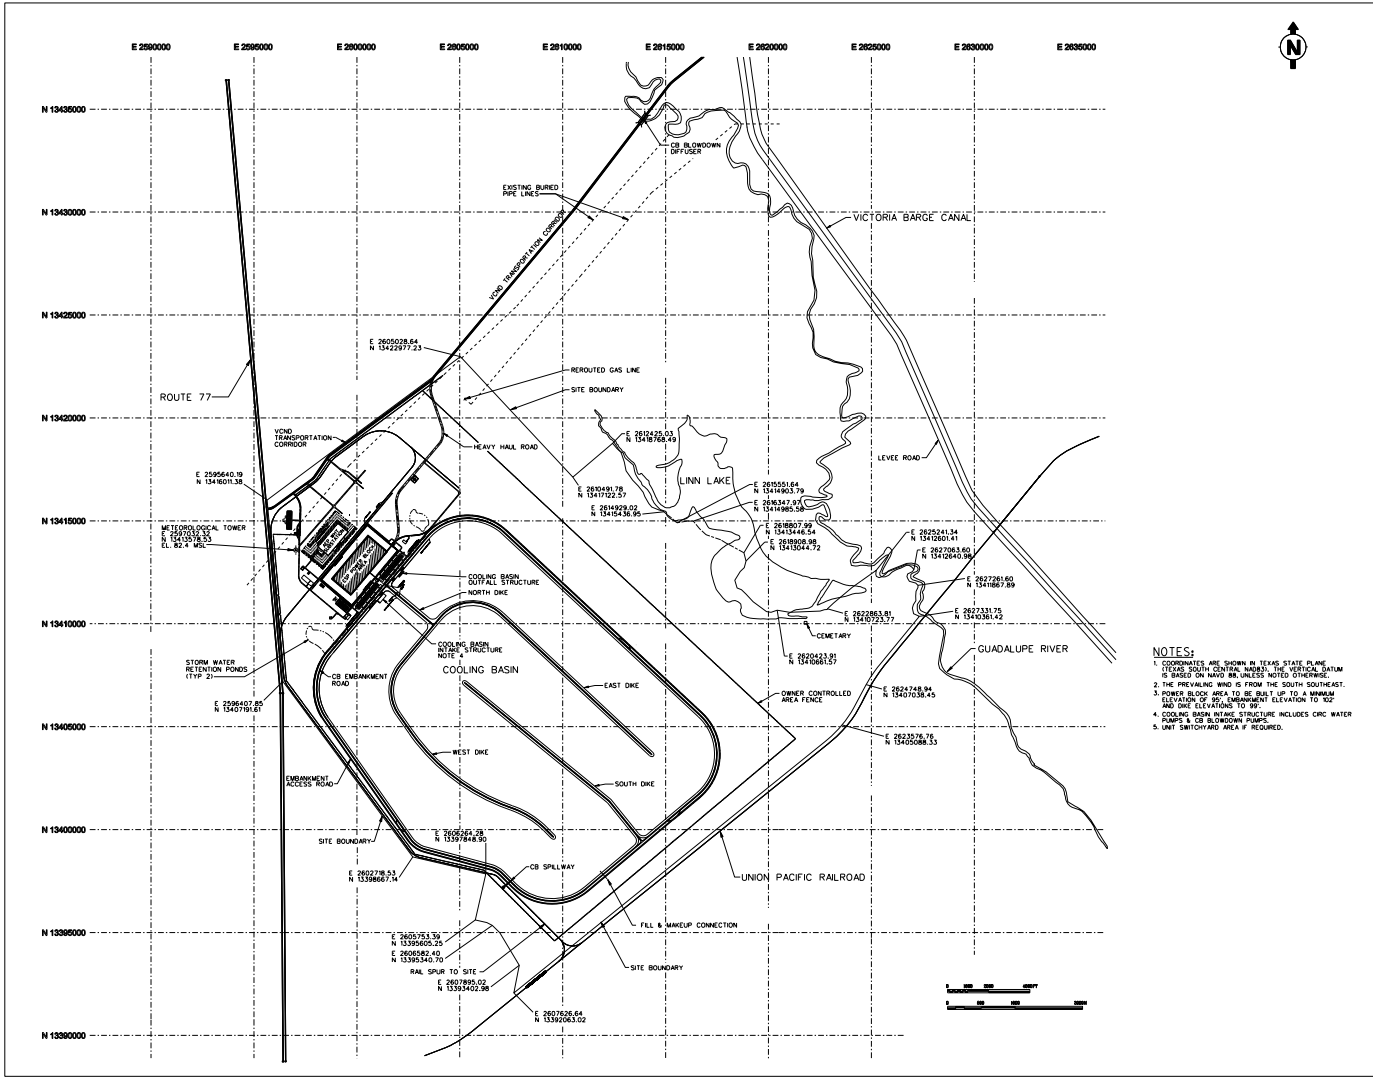 E 2590000 E 2595000 E 2600000 E 2605000 E 2610000 E 2615000 E 2620000 E 2625000 E 2630000 E 2635000
N
N 13435000
CB BLOWDOWN
DIFFUSER
EXISTING BURIED
PIPE LINES
N 13430000
VICTORIA BARGE CANAL
VCND TRANSPORTATION CORRIDOR
N 13425000
E 2605028.64
N 13422977.23
REROUTED GAS LINE
SITE BOUNDARY
ROUTE 77
N 13420000
VCND
TRANSPORTATION
CORRIDOR
HEAVY HAUL ROAD
E 2612425.03
N 13418768.49
LEVEE ROAD
E 2595640.19
N 13416011.38
E 2610491.78
N 13417122.57
LINN LAKE
E 2615551.64
N 13414903.79
E 2614929.02
N 13415436.95
E 2616347.97
N 13414985.58
N 13415000
METEOROLOGICAL TOWER
E 2597032.32
N 13413578.53
EL. 82.4 MSL
E 2618807.99
N 13413446.54
E 2618908.98
N 13413044.72
E 2625241.34
N 13412601.41
E 2627063.60
N 13412640.98
E 2627261.60
N 13411867.89
COOLING BASIN
OUTFALL STRUCTURE
NORTH DIKE
E 2622863.81
N 13410723.77
E 2627331.75
N 13410361.42
N 13410000
CEMETARY
COOLING BASIN
INTAKE STRUCTURE
NOTE 4
E 2620423.91
N 13410661.57
GUADALUPE RIVER
STORM WATER
RETENTION PONDS
(TYP 2)
CB EMBANKMENT
ROAD
COOLING BASIN
EAST DIKE
OWNER CONTROLLED
AREA FENCE
E 2624748.94
N 13407038.45
E 2596407.85
N 13407191.61
N 13405000
E 2623576.76
N 13405088.33
WEST DIKE
EMBANKMENT
ACCESS ROAD
SOUTH DIKE
N 13400000
SITE BOUNDARY
E 2606264.28
N 13397848.90
CB SPILLWAY
E 2602718.53
N 13398667.14
UNION PACIFIC RAILROAD
FILL & MAKEUP CONNECTION
N 13395000
E 2605753.39
N 13395605.25
E 2606582.40
N 13395340.70
RAIL SPUR TO SITE
SITE BOUNDARY
E 2607895.02
N 13393402.98
E 2607626.64
N 13392063.02
N 13390000
NOTES:
1. COORDINATES ARE SHOWN IN TEXAS STATE PLANE
(TEXAS SOUTH CENTRAL NAD83). THE VERTICAL DATUM
IS BASED ON NAVD 88, UNLESS NOTED OTHERWISE.
2. THE PREVAILING WIND IS FROM THE SOUTH SOUTHEAST.
3. POWER BLOCK AREA TO BE BUILT UP TO A MINIMUM
ELEVATION OF 95', EMBANKMENT ELEVATION TO 102'
AND DIKE ELEVATIONS TO 99'.
4. COOLING BASIN INTAKE STRUCTURE INCLUDES CIRC WATER
PUMPS & CB BLOWDOWN PUMPS.
5. UNIT SWITCHYARD AREA IF REQUIRED.